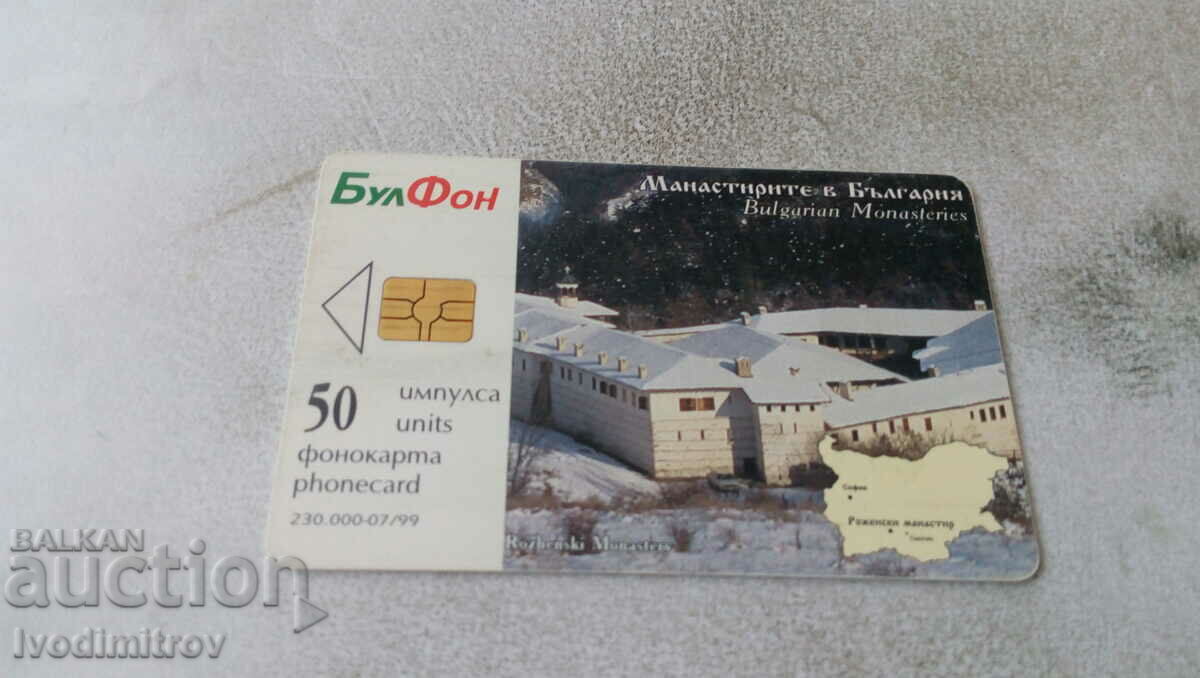 БулФон
Манастирите в България
Bulgarian Monasteries
50 импулса
units
фонокарта
phonecard
230.000-07/99
Rozhenski Monastery
София
Роженски манастир
BALKAN
auction
Ivodimitrov